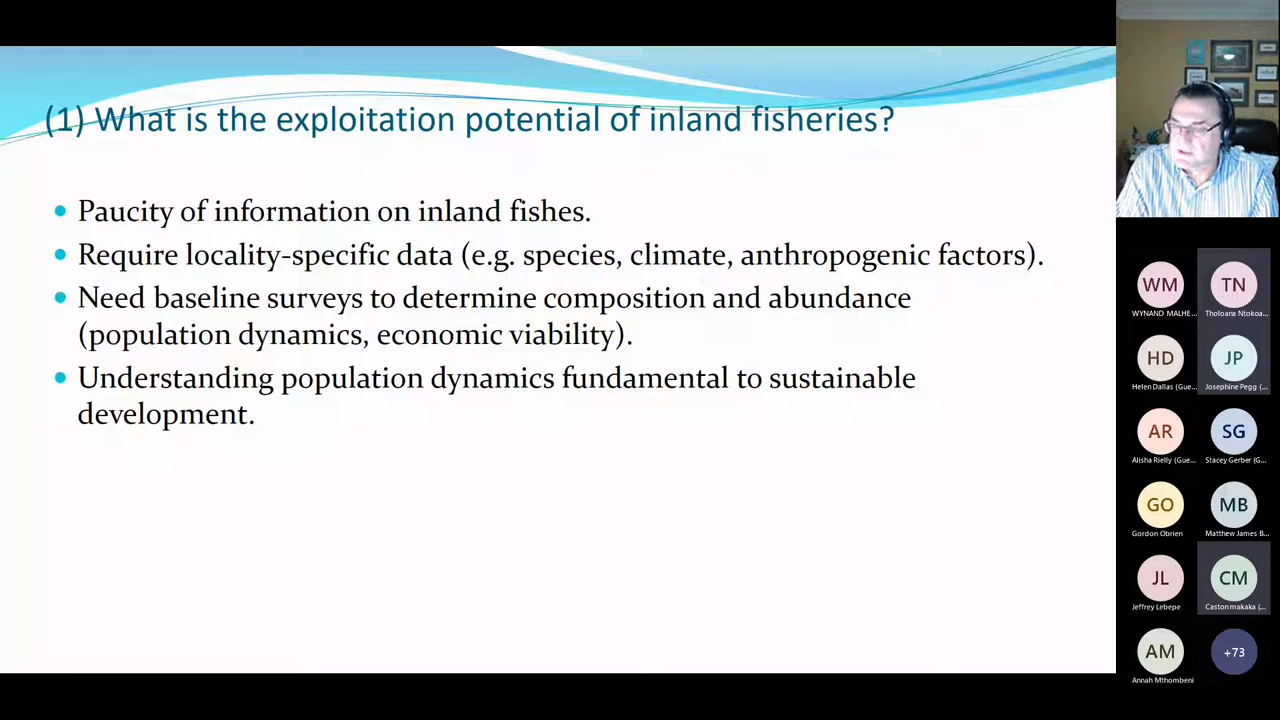 (1) What is the exploitation potential of inland fisheries?
Paucity of information on inland fishes.
Require locality-specific data (e.g. species, climate, anthropogenic factors).
Need baseline surveys to determine composition and abundance
(population dynamics, economic viability).
Understanding population dynamics fundamental to sustainable
development.
WM TN
WYNAND MALHE... Tholoana Ntokoa...
HD JP
Helen Dallas (Gue... Josephine Pegg (...
AR SG
Alisha Rielly (Gue... Stacey Gerber (G...
GO MB
Gordon Obrien Matthew James B...
JL CM
Jeffrey Lebepe Caston makaka (...
AM +73
Annah Mthombeni